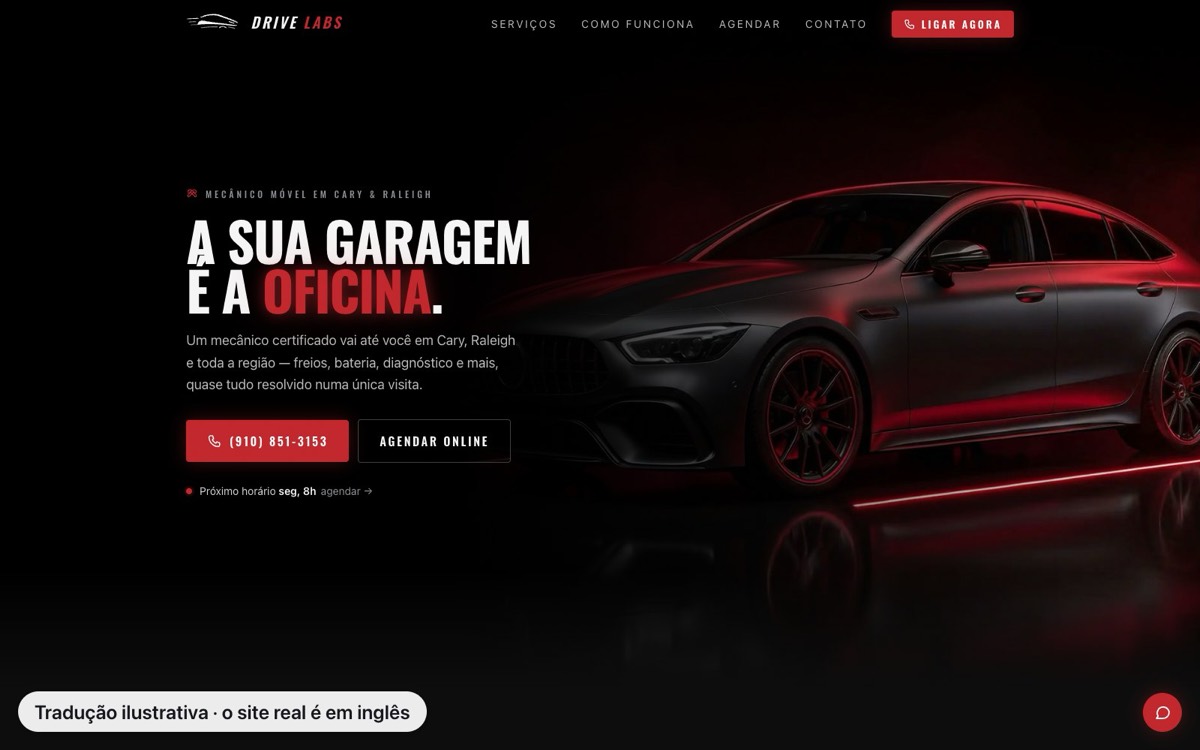 DRIVE LABS
SERVIÇOS
COMO FUNCIONA
AGENDAR
CONTATO
LIGAR AGORA
MECÂNICO MÓVEL EM CARY & RALEIGH
A SUA GARAGEM
É A OFICINA.
Um mecânico certificado vai até você em Cary, Raleigh
e toda a região — freios, bateria, diagnóstico e mais,
quase tudo resolvido numa única visita.
(910) 851-3153
AGENDAR ONLINE
Próximo horário seg, 8h agendar →
Tradução ilustrativa · o site real é em inglês